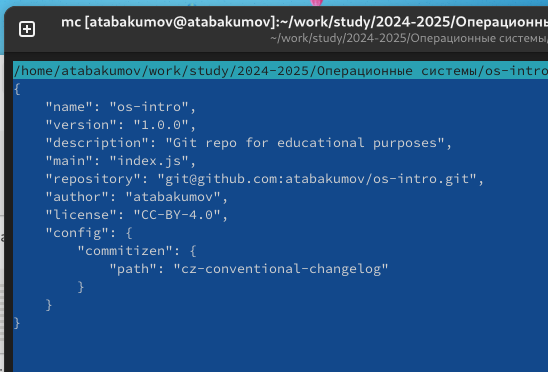 mc [atabakumov@atabakumov]:~/work/study/2024-2025/Операционны
~/work/study/2024-2025/Операционные системы/
/home/atabakumov/work/study/2024-2025/Операционные системы/os-intro
{
    "name": "os-intro",
    "version": "1.0.0",
    "description": "Git repo for educational purposes",
    "main": "index.js",
    "repository": "git@github.com:atabakumov/os-intro.git",
    "author": "atabakumov",
    "license": "CC-BY-4.0",
    "config": {
        "commitizen": {
            "path": "cz-conventional-changelog"
        }
    }
}